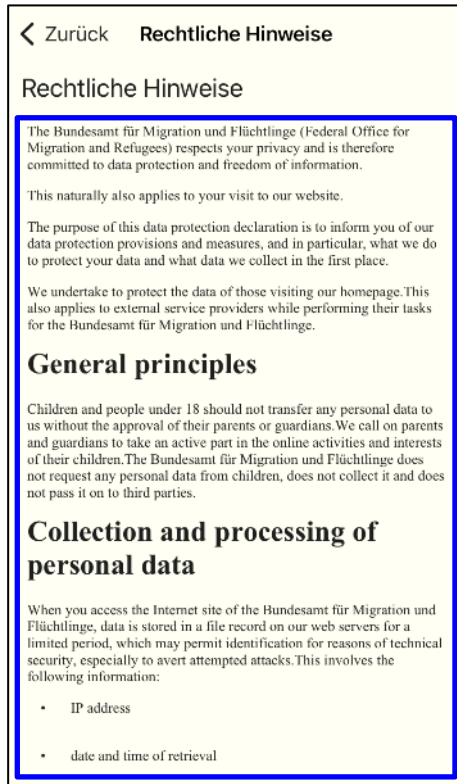 Zurück Rechtliche Hinweise
Rechtliche Hinweise
The Bundesamt für Migration und Flüchtlinge (Federal Office for
Migration and Refugees) respects your privacy and is therefore
committed to data protection and freedom of information.
This naturally also applies to your visit to our website.
The purpose of this data protection declaration is to inform you of our
data protection provisions and measures, and in particular, what we do
to protect your data and what data we collect in the first place.
We undertake to protect the data of those visiting our homepage.This
also applies to external service providers while performing their tasks
for the Bundesamt für Migration und Flüchtlinge.
General principles
Children and people under 18 should not transfer any personal data to
us without the approval of their parents or guardians.We call on parents
and guardians to take an active part in the online activities and interests
of their children.The Bundesamt für Migration und Flüchtlinge does
not request any personal data from children, does not collect it and does
not pass it on to third parties.
Collection and processing of
personal data
When you access the Internet site of the Bundesamt für Migration und
Flüchtlinge, data is stored in a file record on our web servers for a
limited period, which may permit identification for reasons of technical
security, especially to avert attempted attacks.This involves the
following information:
• IP address
• date and time of retrieval